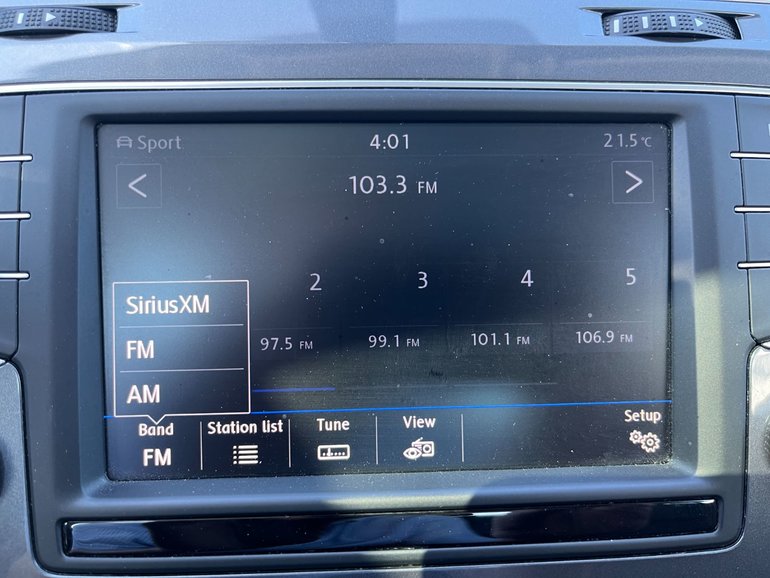 Sport 4:01 21.5°C
< 103.3 FM >
2 3 4 5
SiriusXM
FM
AM
97.5 FM 99.1 FM 101.1 FM 106.9 FM
Band Station list Tune View Setup
FM